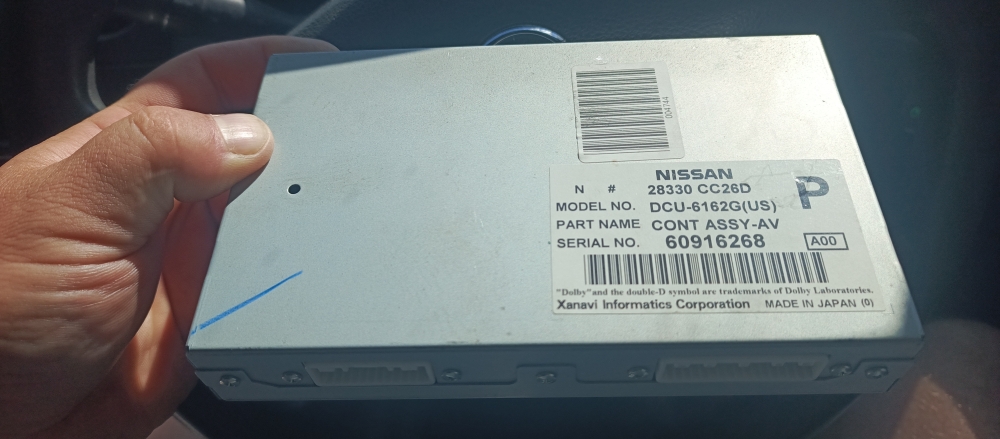 004744
NISSAN
N # 28330 CC26D
P
MODEL NO. DCU-6162G(US)
PART NAME CONT ASSY-AV
SERIAL NO. 60916268
A00
"Dolby" and the double-D symbol are trademarks of Dolby Laboratories.
Xanavi Informatics Corporation MADE IN JAPAN (0)